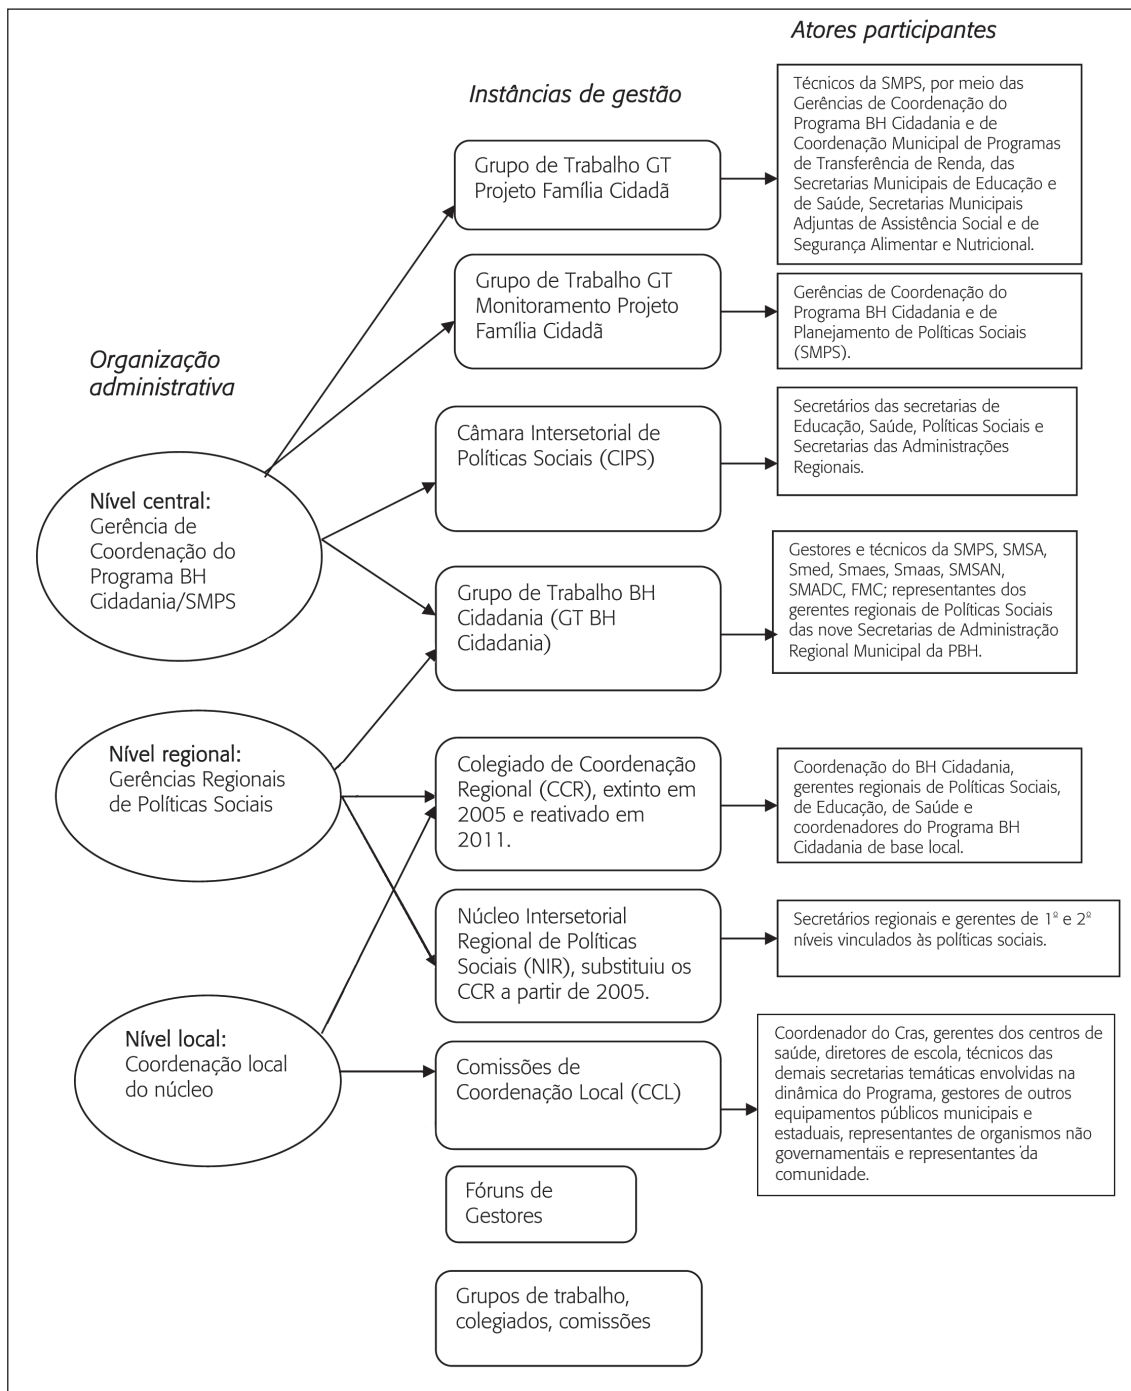 Atores participantes
Instâncias de gestão
Organização
administrativa
Nível central:
Gerência de
Coordenação do
Programa BH
Cidadania/SMPS
Nível regional:
Gerências Regionais
de Políticas Sociais
Nível local:
Coordenação local
do núcleo
Grupo de Trabalho GT
Projeto Família Cidadã
Técnicos da SMPS, por meio das
Gerências de Coordenação do
Programa BH Cidadania e de
Coordenação Municipal de Programas
de Transferência de Renda, das
Secretarias Municipais de Educação e
de Saúde, Secretarias Municipais
Adjuntas de Assistência Social e de
Segurança Alimentar e Nutricional.
Grupo de Trabalho GT
Monitoramento Projeto
Família Cidadã
Gerências de Coordenação do
Programa BH Cidadania e de
Planejamento de Políticas Sociais
(SMPS).
Câmara Intersetorial de
Políticas Sociais (CIPS)
Secretários das secretarias de
Educação, Saúde, Políticas Sociais e
Secretarias das Administrações
Regionais.
Grupo de Trabalho BH
Cidadania (GT BH
Cidadania)
Gestores e técnicos da SMPS, SMSA,
Smed, Smaes, Smaas, SMSAN,
SMADC, FMC; representantes dos
gerentes regionais de Políticas Sociais
das nove Secretarias de Administração
Regional Municipal da PBH.
Colegiado de Coordenação
Regional (CCR), extinto em
2005 e reativado em
2011.
Coordenação do BH Cidadania,
gerentes regionais de Políticas Sociais,
de Educação, de Saúde e
coordenadores do Programa BH
Cidadania de base local.
Núcleo Intersetorial
Regional de Políticas
Sociais (NIR), substituiu os
CCR a partir de 2005.
Secretários regionais e gerentes de 1º e 2º
níveis vinculados às políticas sociais.
Comissões de
Coordenação Local (CCL)
Coordenador do Cras, gerentes dos centros de
saúde, diretores de escola, técnicos das
demais secretarias temáticas envolvidas na
dinâmica do Programa, gestores de outros
equipamentos públicos municipais e
estaduais, representantes de organismos não
governamentais e representantes da
comunidade.
Fóruns de
Gestores
Grupos de trabalho,
colegiados, comissões